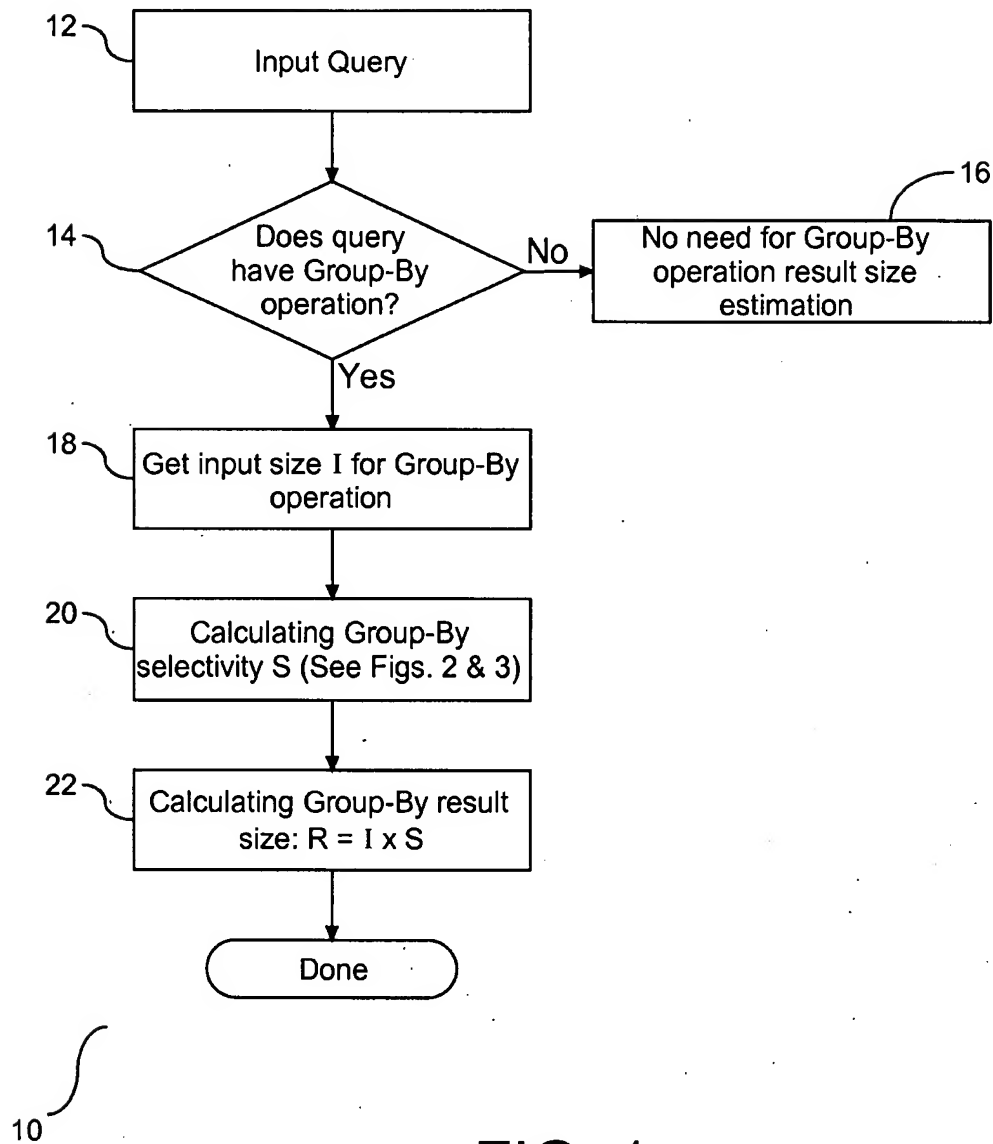 12
Input Query
16
14
Does query
have Group-By
operation?
No
No need for Group-By
operation result size
estimation
Yes
18
Get input size I for Group-By
operation
20
Calculating Group-By
selectivity S (See Figs. 2 & 3)
22
Calculating Group-By result
size: R = I x S
Done
10